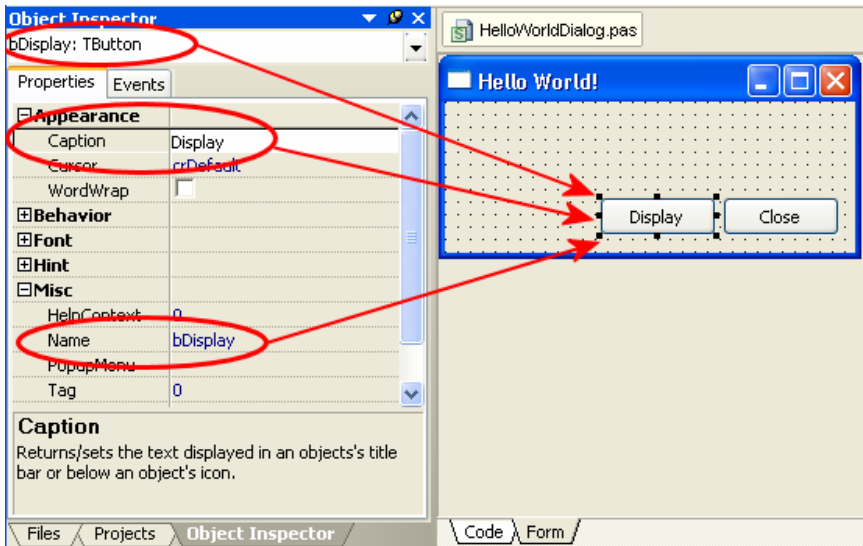 Object Inspector
bDisplay: TButton
Properties Events
Appearance
Caption Display
Cursor crDefault
WordWrap
Behavior
Font
Hint
Misc
HelpContext 0
Name bDisplay
PopupMenu
Tag 0
Caption
Returns/sets the text displayed in an objects's title
bar or below an object's icon.
Files Projects Object Inspector
HelloWorldDialog.pas
Hello World!
Display Close
Code Form